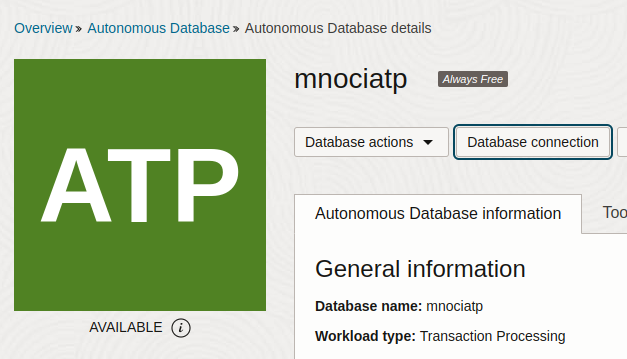 Overview » Autonomous Database » Autonomous Database details
ATP
AVAILABLE i
mnociatp Always Free
Database actions Database connection
Autonomous Database information Too
General information
Database name: mnociatp
Workload type: Transaction Processing